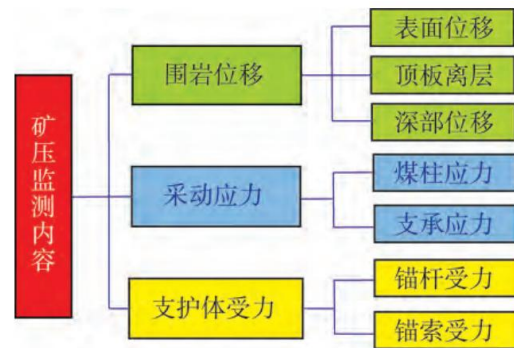 矿压监测内容
围岩位移
表面位移
顶板离层
深部位移
采动应力
煤柱应力
支承应力
支护体受力
锚杆受力
锚索受力